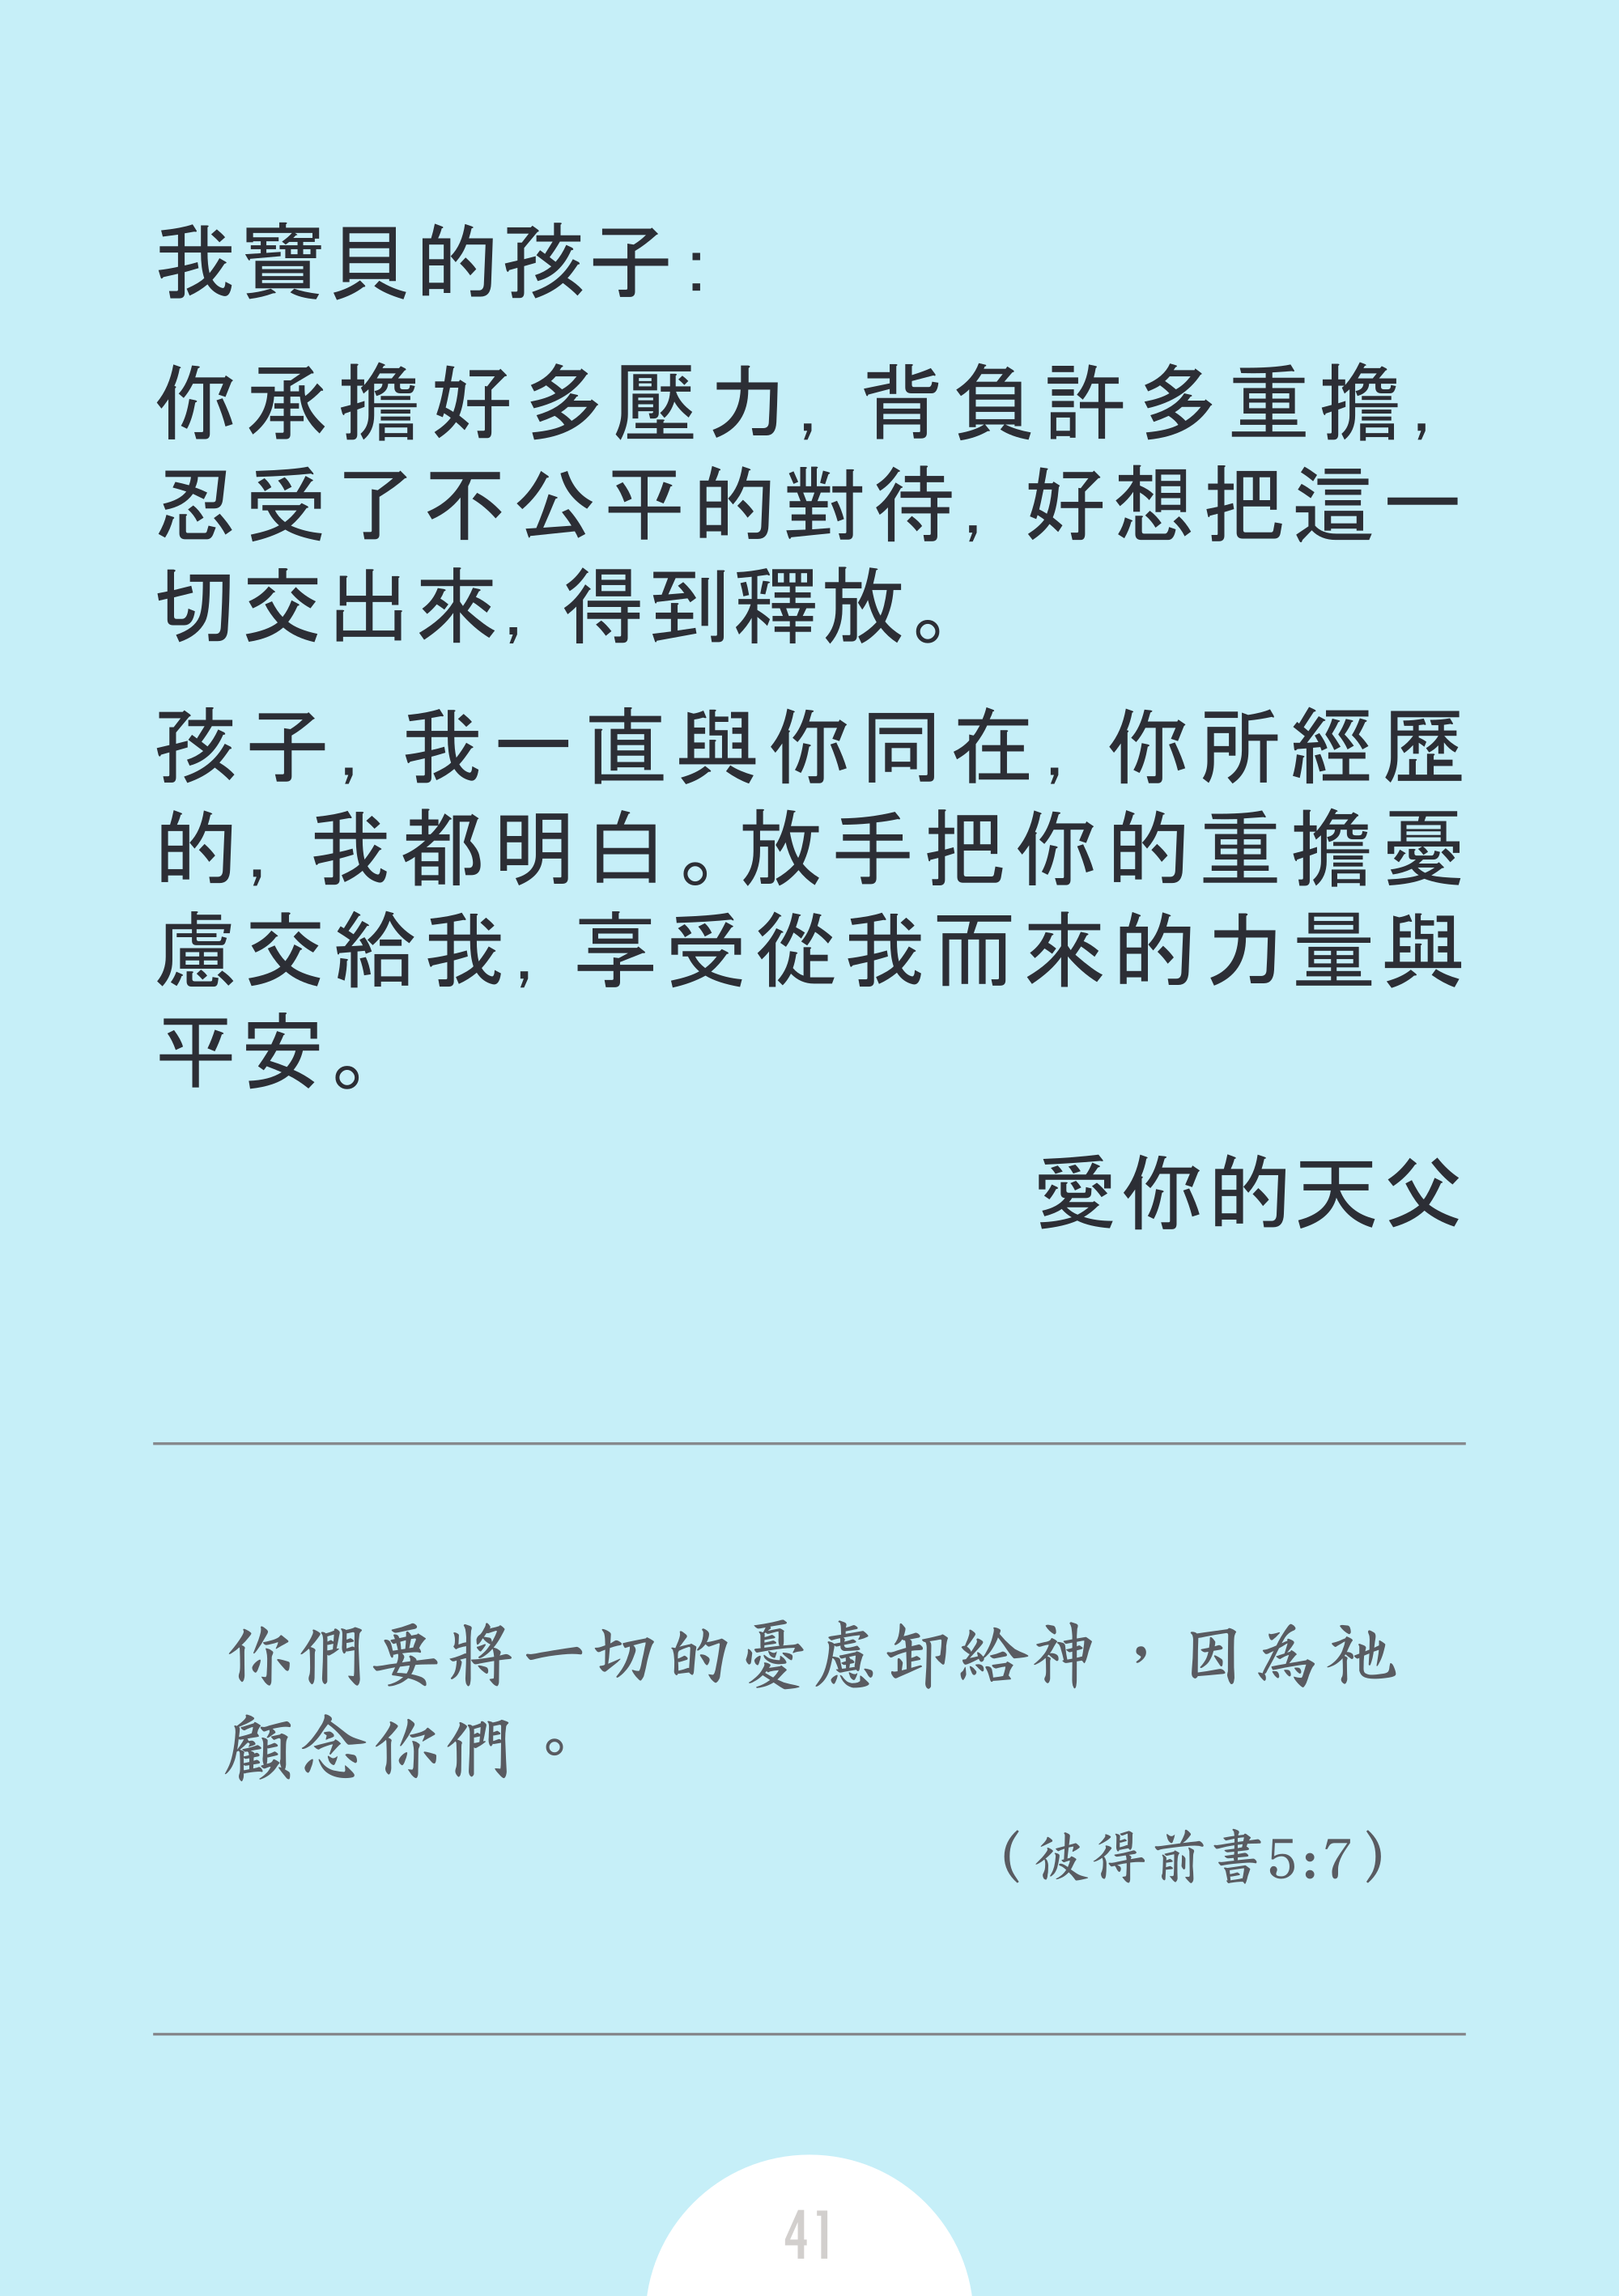 我寶貝的孩子：
你承擔好多壓力，背負許多重擔，
忍受了不公平的對待，好想把這一
切交出來，得到釋放。
孩子，我一直與你同在，你所經歷
的，我都明白。放手把你的重擔憂
慮交給我，享受從我而來的力量與
平安。
愛你的天父
你們要將一切的憂慮卸給神，因為祂
顧念你們。
（彼得前書5:7）
41